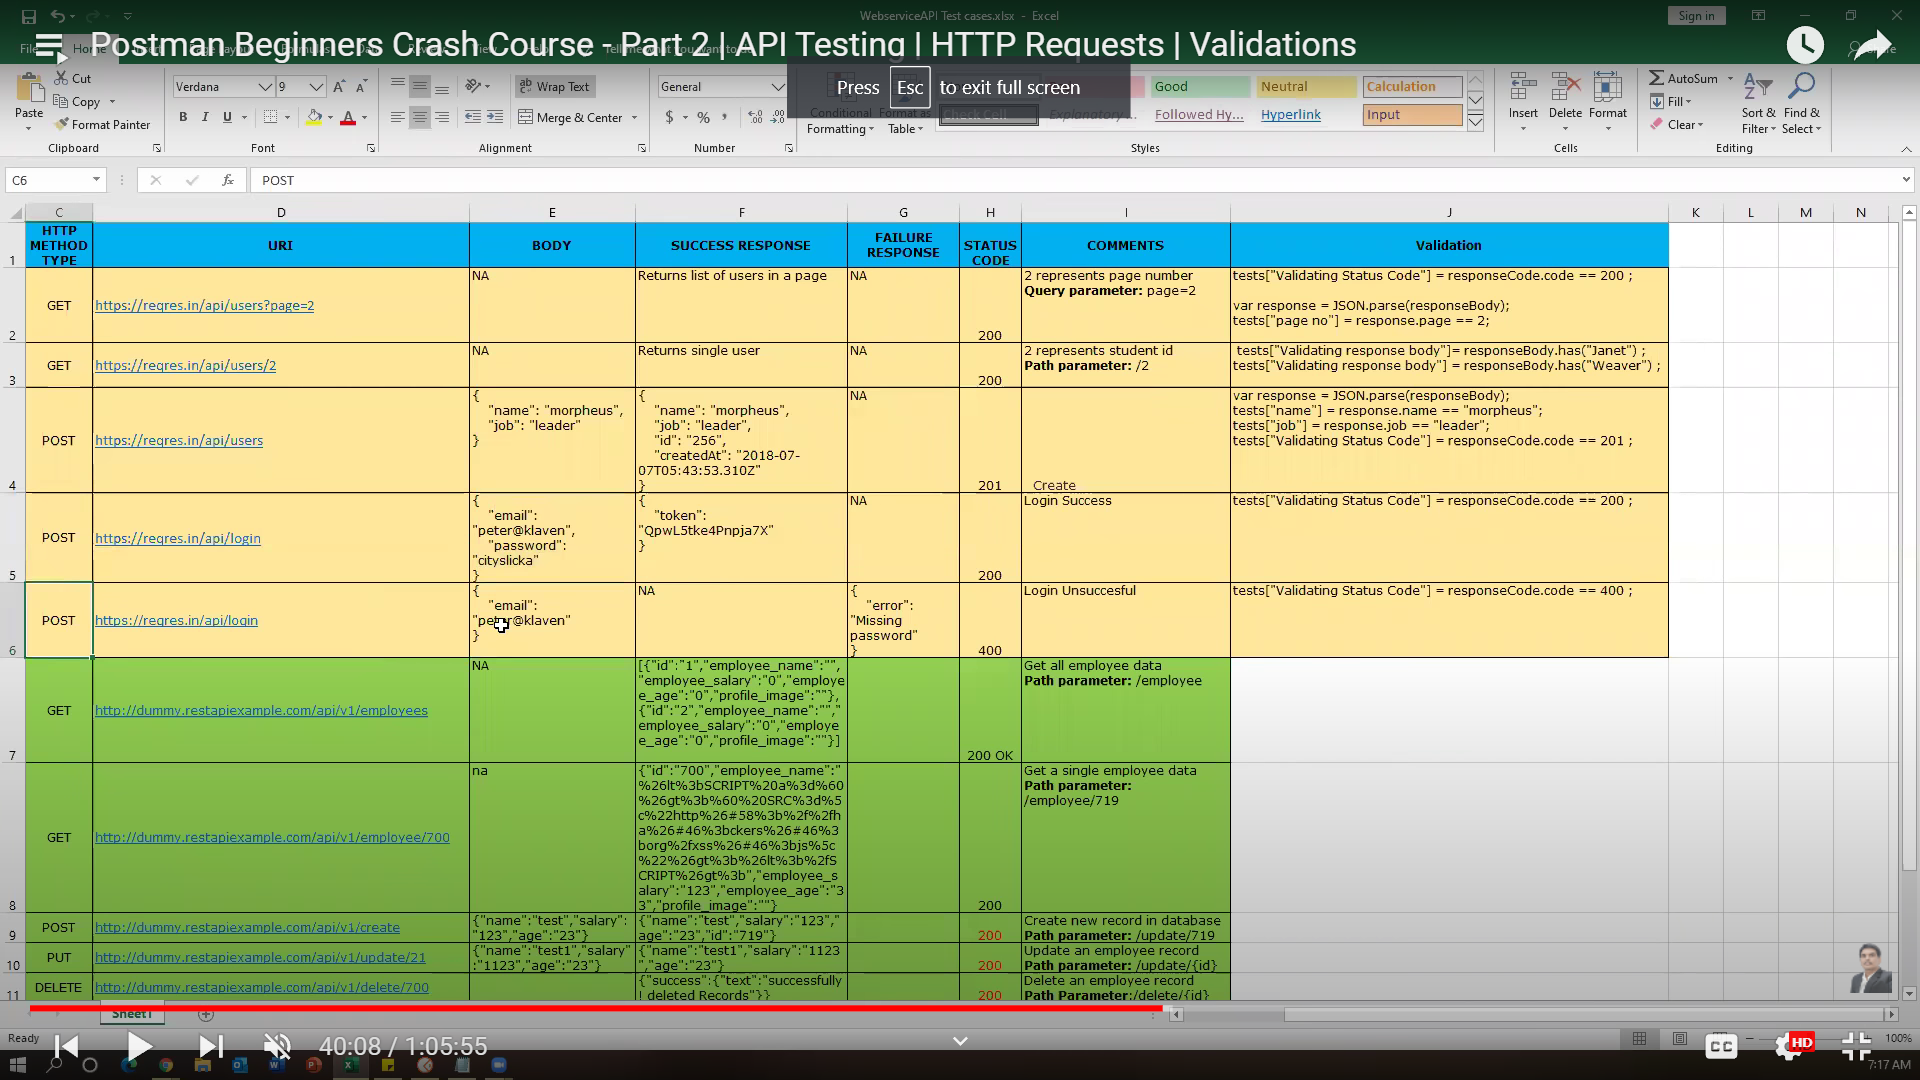 WebserviceAPI Test cases.xlsx - Excel
Sign in
Postman Beginners Crash Course - Part 2 | API Testing | HTTP Requests | Validations
Press Esc to exit full screen
Paste
Cut
Copy
Format Painter
Clipboard
Verdana
9
B I U
Font
Wrap Text
Merge & Center
Alignment
General
$ % ,
Number
Conditional
Formatting
Format as
Table
Good
Neutral
Calculation
Check Cell
Explanatory ...
Followed Hy...
Hyperlink
Input
Styles
Insert
Delete
Format
Cells
AutoSum
Fill
Clear
Sort &
Filter
Find &
Select
Editing
C6
fx
POST
C D E F G H I J K L M N
1
HTTP
METHOD
TYPE
URI
BODY
SUCCESS RESPONSE
FAILURE
RESPONSE
STATUS
CODE
COMMENTS
Validation
2
GET
https://reqres.in/api/users?page=2
NA
Returns list of users in a page
NA
200
2 represents page number
Query parameter: page=2
tests["Validating Status Code"] = responseCode.code == 200 ;
var response = JSON.parse(responseBody);
tests["page no"] = response.page == 2;
3
GET
https://reqres.in/api/users/2
NA
Returns single user
NA
200
2 represents student id
Path parameter: /2
tests["Validating response body"]= responseBody.has("Janet") ;
tests["Validating response body"] = responseBody.has("Weaver") ;
4
POST
https://reqres.in/api/users
{
"name": "morpheus",
"job": "leader"
}
{
"name": "morpheus",
"job": "leader",
"id": "256",
"createdAt": "2018-07-
07T05:43:53.310Z"
}
NA
201
Create
var response = JSON.parse(responseBody);
tests["name"] = response.name == "morpheus";
tests["job"] = response.job == "leader";
tests["Validating Status Code"] = responseCode.code == 201 ;
5
POST
https://reqres.in/api/login
{
"email":
"peter@klaven",
"password":
"cityslicka"
}
{
"token":
"QpwL5tke4Pnpja7X"
}
NA
200
Login Success
tests["Validating Status Code"] = responseCode.code == 200 ;
6
POST
https://reqres.in/api/login
{
"email":
"peter@klaven"
}
NA
{
"error":
"Missing
password"
}
400
Login Unsuccesful
tests["Validating Status Code"] = responseCode.code == 400 ;
7
GET
http://dummy.restapiexample.com/api/v1/employees
NA
[{"id":"1","employee_name":"",
"employee_salary":"0","employe
e_age":"0","profile_image":""},
{"id":"2","employee_name":"","
employee_salary":"0","employe
e_age":"0","profile_image":""}]
200 OK
Get all employee data
Path parameter: /employee
8
GET
http://dummy.restapiexample.com/api/v1/employee/700
na
{"id":"700","employee_name":"
%26lt%3bSCRIPT%20a%3d%60
%26gt%3b%60%20SRC%3d%5
c%22http%26#58%3b%2f%2fh
a%26#46%3bckers%26#46%3
borg%2fxss%26#46%3bjs%5c
%22%26gt%3b%26lt%3b%2fS
CRIPT%26gt%3b","employee_s
alary":"123","employee_age":"3
3","profile_image":""}
200
Get a single employee data
Path parameter:
/employee/719
9
POST
http://dummy.restapiexample.com/api/v1/create
{"name":"test","salary":
"123","age":"23"}
{"name":"test","salary":"123","
age":"23","id":"719"}
200
Create new record in database
Path parameter: /update/719
10
PUT
http://dummy.restapiexample.com/api/v1/update/21
{"name":"test1","salary"
:"1123","age":"23"}
{"name":"test1","salary":"1123"
,"age":"23"}
200
Update an employee record
Path parameter: /update/{id}
11
DELETE
http://dummy.restapiexample.com/api/v1/delete/700
{"success":{"text":"successfully
! deleted Records"}}
200
Delete an employee record
Path Parameter:/delete/{id}
Sheet1
Ready
40:08 / 1:05:55
CC
HD
100%
7:17 AM